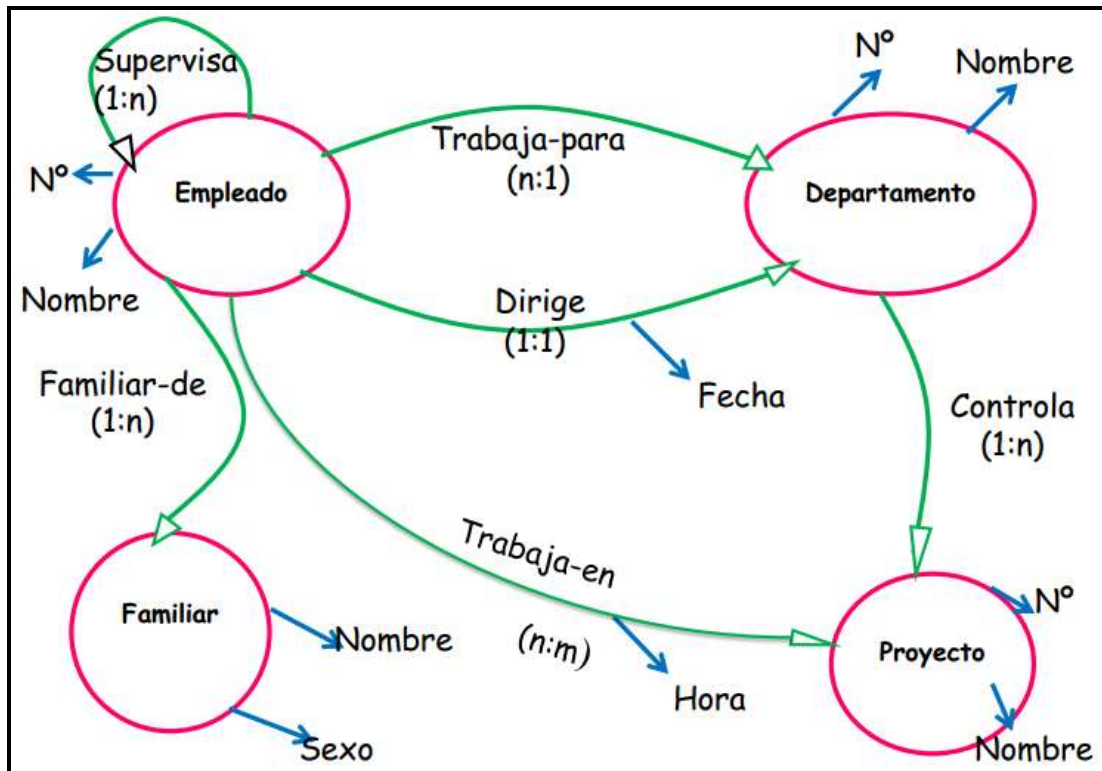 Supervisa
(1:n)
Nº
Nombre
Nº
Empleado
Trabaja-para
(n:1)
Departamento
Nombre
Dirige
(1:1)
Fecha
Familiar-de
(1:n)
Controla
(1:n)
Trabaja-en
(n:m)
Hora
Familiar
Nombre
Sexo
Nº
Proyecto
Nombre